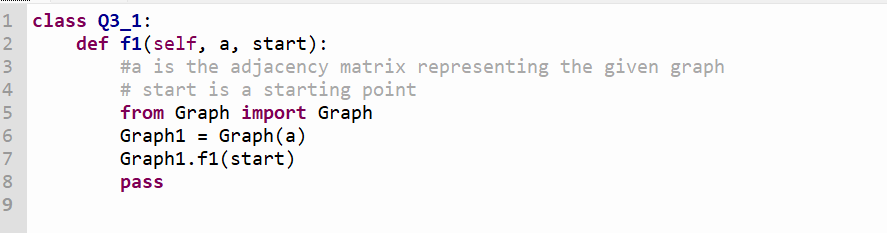 1 class Q3_1:
2     def f1(self, a, start):
3         #a is the adjacency matrix representing the given graph
4         # start is a starting point
5         from Graph import Graph
6         Graph1 = Graph(a)
7         Graph1.f1(start)
8         pass
9